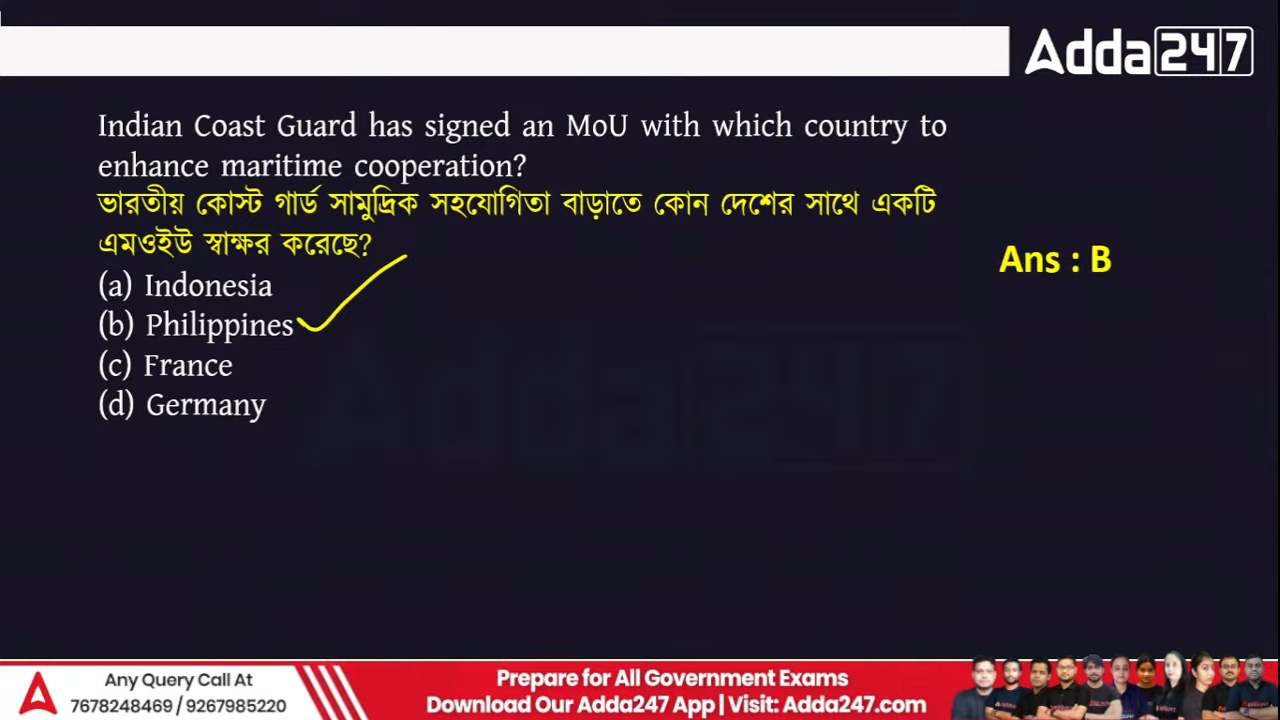 Adda247
Indian Coast Guard has signed an MoU with which country to
enhance maritime cooperation?
ভারতীয় কোস্ট গার্ড সামুদ্রিক সহযোগিতা বাড়াতে কোন দেশের সাথে একটি
এমওইউ স্বাক্ষর করেছে?
Ans : B
(a) Indonesia
(b) Philippines
(c) France
(d) Germany
Adda247
Any Query Call At
7678248469 / 9267985220
Prepare for All Government Exams
Download Our Adda247 App | Visit: Adda247.com